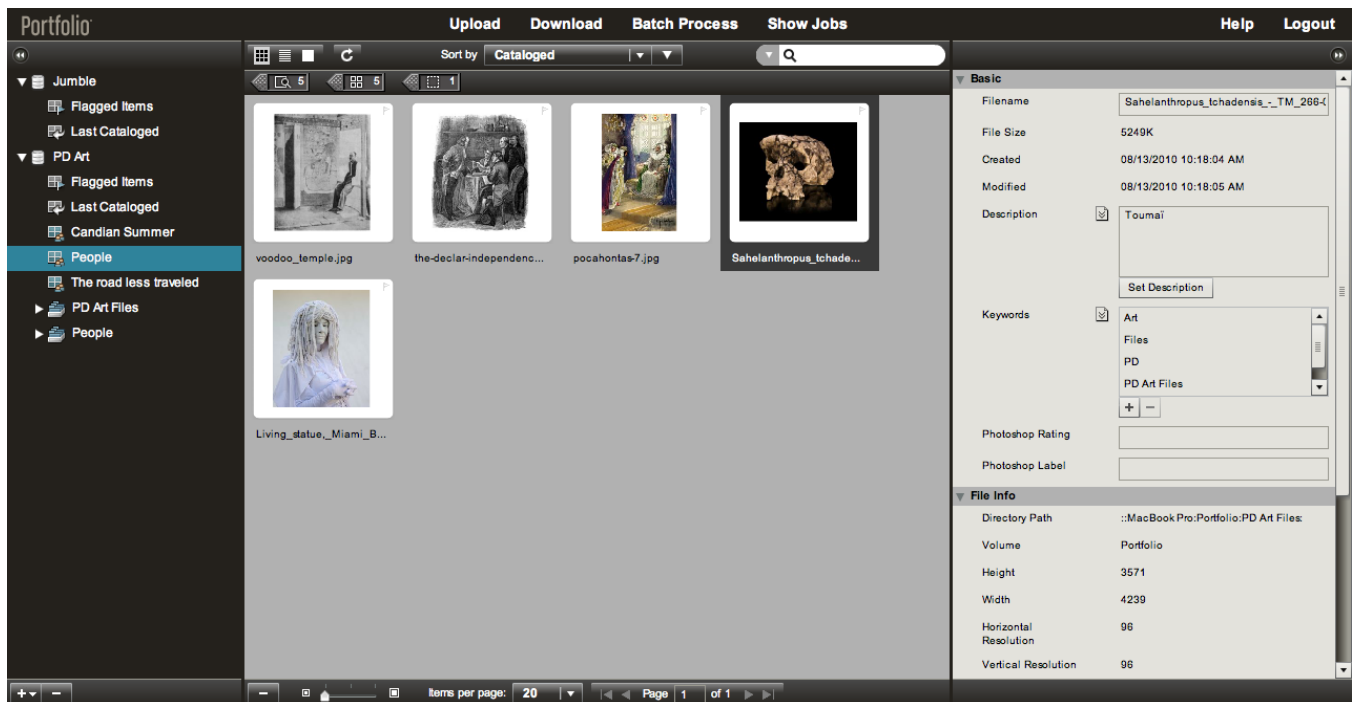 Portfolio
Upload Download Batch Process Show Jobs
Help Logout
Sort by Cataloged
5 5 1
Jumble
Flagged Items
Last Cataloged
PD Art
Flagged Items
Last Cataloged
Candian Summer
People
The road less traveled
PD Art Files
People
voodoo_temple.jpg
the-declar-independenc...
pocahontas-7.jpg
Sahelanthropus_tchade...
Living_statue,_Miami_B...
Items per page: 20
Page 1 of 1
Basic
Filename Sahelanthropus_tchadensis_-_TM_266-(
File Size 5249K
Created 08/13/2010 10:18:04 AM
Modified 08/13/2010 10:18:05 AM
Description Toumaï
Set Description
Keywords Art
Files
PD
PD Art Files
Photoshop Rating
Photoshop Label
File Info
Directory Path ::MacBook Pro:Portfolio:PD Art Files:
Volume Portfolio
Height 3571
Width 4239
Horizontal
Resolution 96
Vertical Resolution 96